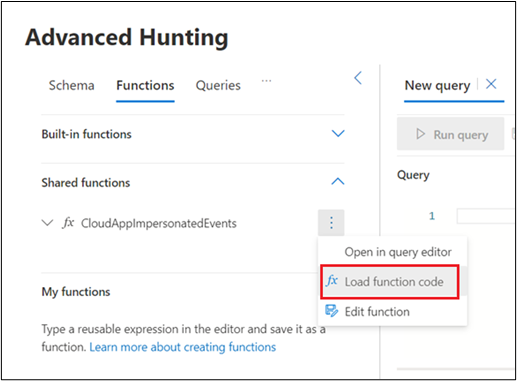 Advanced Hunting
Schema Functions Queries ...
New query
Built-in functions
Run query
Shared functions
Query
fx CloudAppImpersonatedEvents
1
Open in query editor
fx Load function code
Edit function
My functions
Type a reusable expression in the editor and save it as a
function. Learn more about creating functions